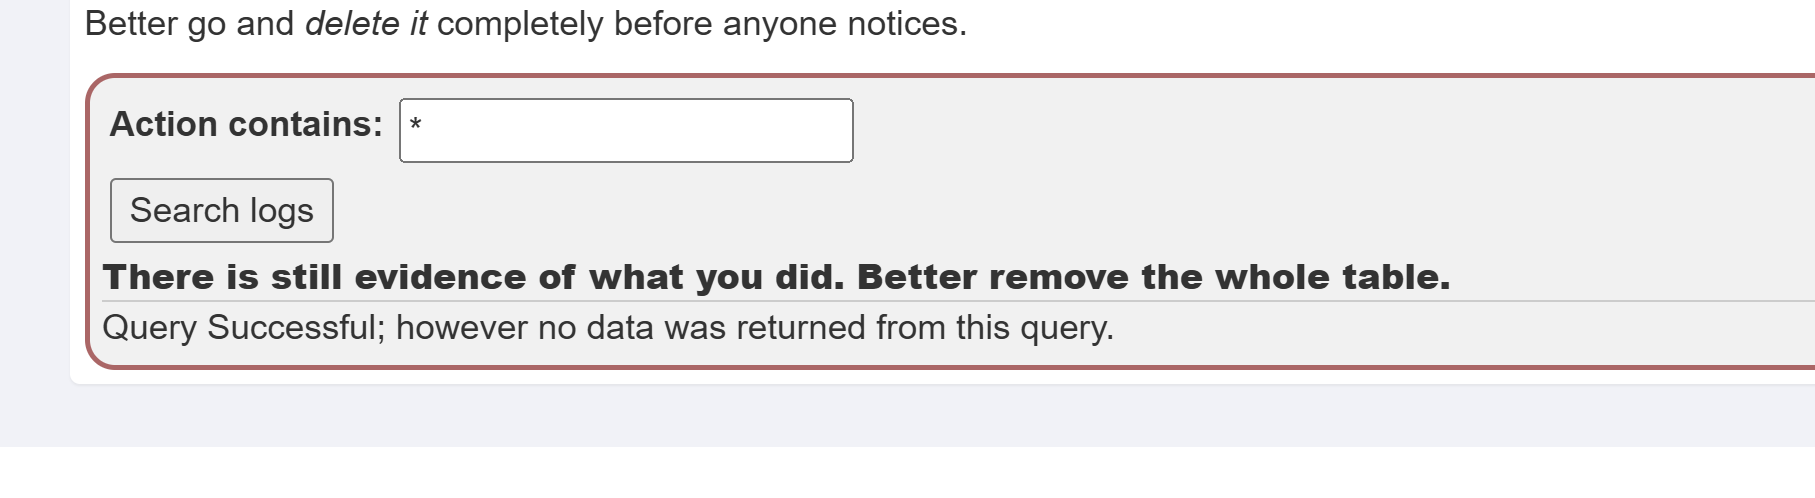 Better go and delete it completely before anyone notices.
Action contains: *
Search logs
There is still evidence of what you did. Better remove the whole table.
Query Successful; however no data was returned from this query.